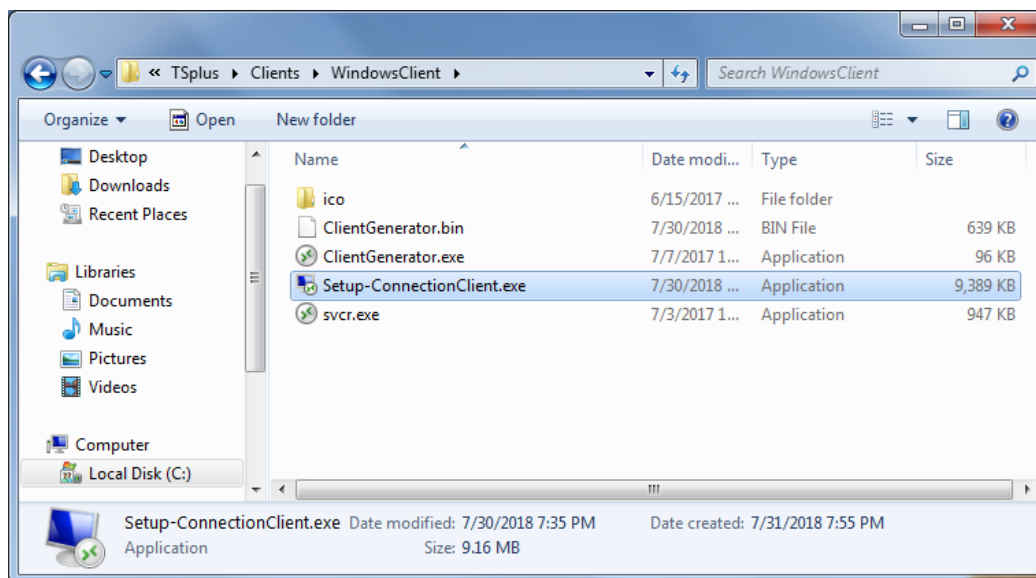 « TSplus ▸ Clients ▸ WindowsClient ▸ Search WindowsClient
Organize Open New folder
Desktop
Downloads
Recent Places
Libraries
Documents
Music
Pictures
Videos
Computer
Local Disk (C:)
Name Date modi... Type Size
ico 6/15/2017 ... File folder
ClientGenerator.bin 7/30/2018 ... BIN File 639 KB
ClientGenerator.exe 7/7/2017 1... Application 96 KB
Setup-ConnectionClient.exe 7/30/2018 ... Application 9,389 KB
svcr.exe 7/3/2017 1... Application 947 KB
Setup-ConnectionClient.exe Date modified: 7/30/2018 7:35 PM Date created: 7/31/2018 7:55 PM
Application Size: 9.16 MB